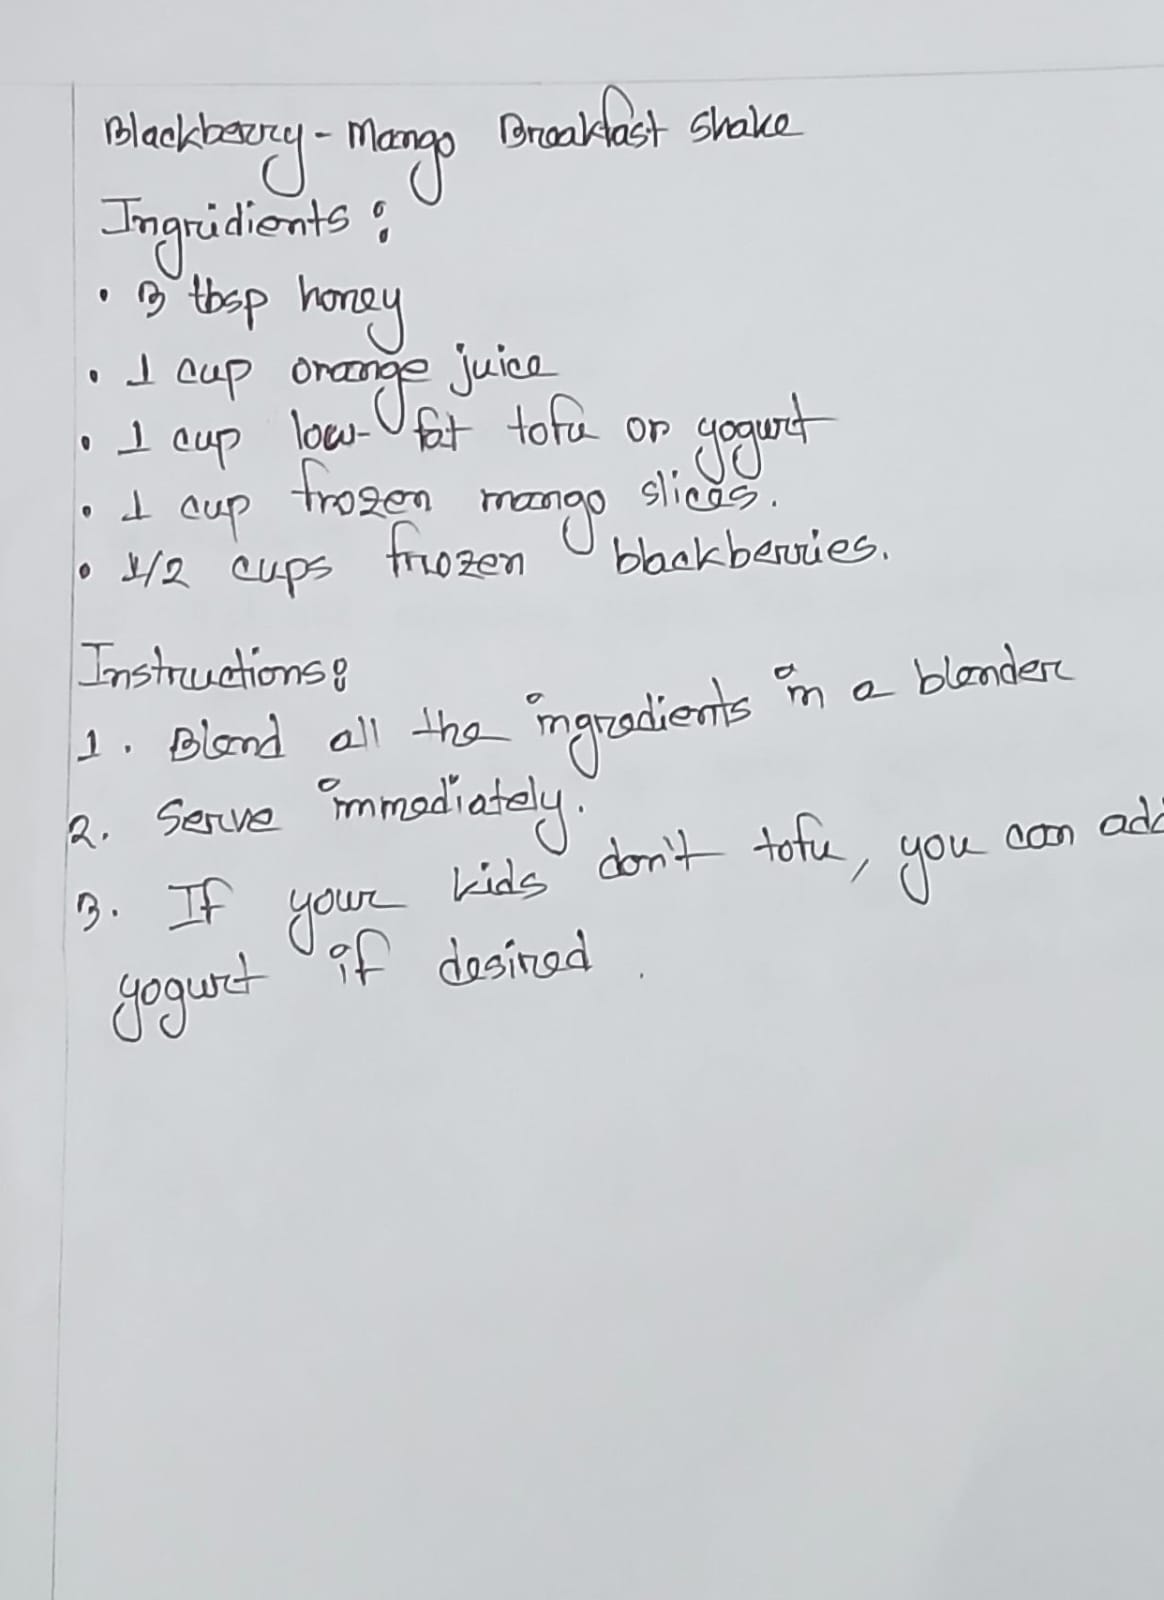 Blackberry - Mango Breakfast shake
Ingridients :
• 3 tbsp honey
• 1 cup orange juice
• 1 cup low-fat tofu or yogurt
• 1 cup frozen mango slices.
• 1/2 cups frozen blackberries.
Instructions :
1. Blend all the ingredients in a blender
2. Serve immediately.
3. If your kids don't tofu, you can add
yogurt if desired .